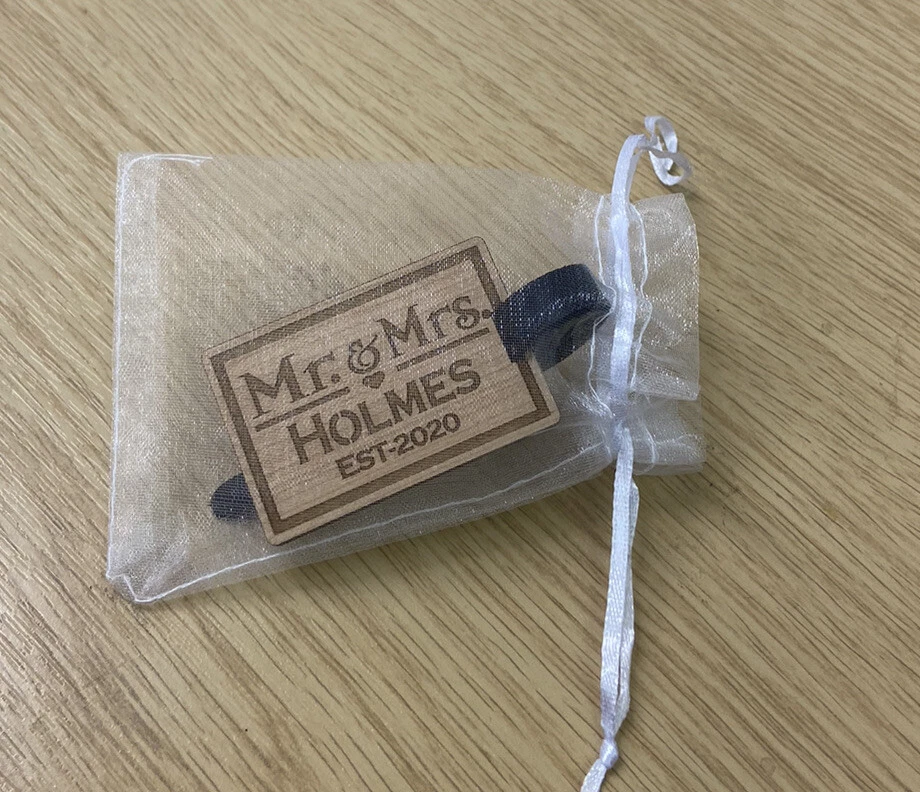 Mr. & Mrs.
HOLMES
EST-2020